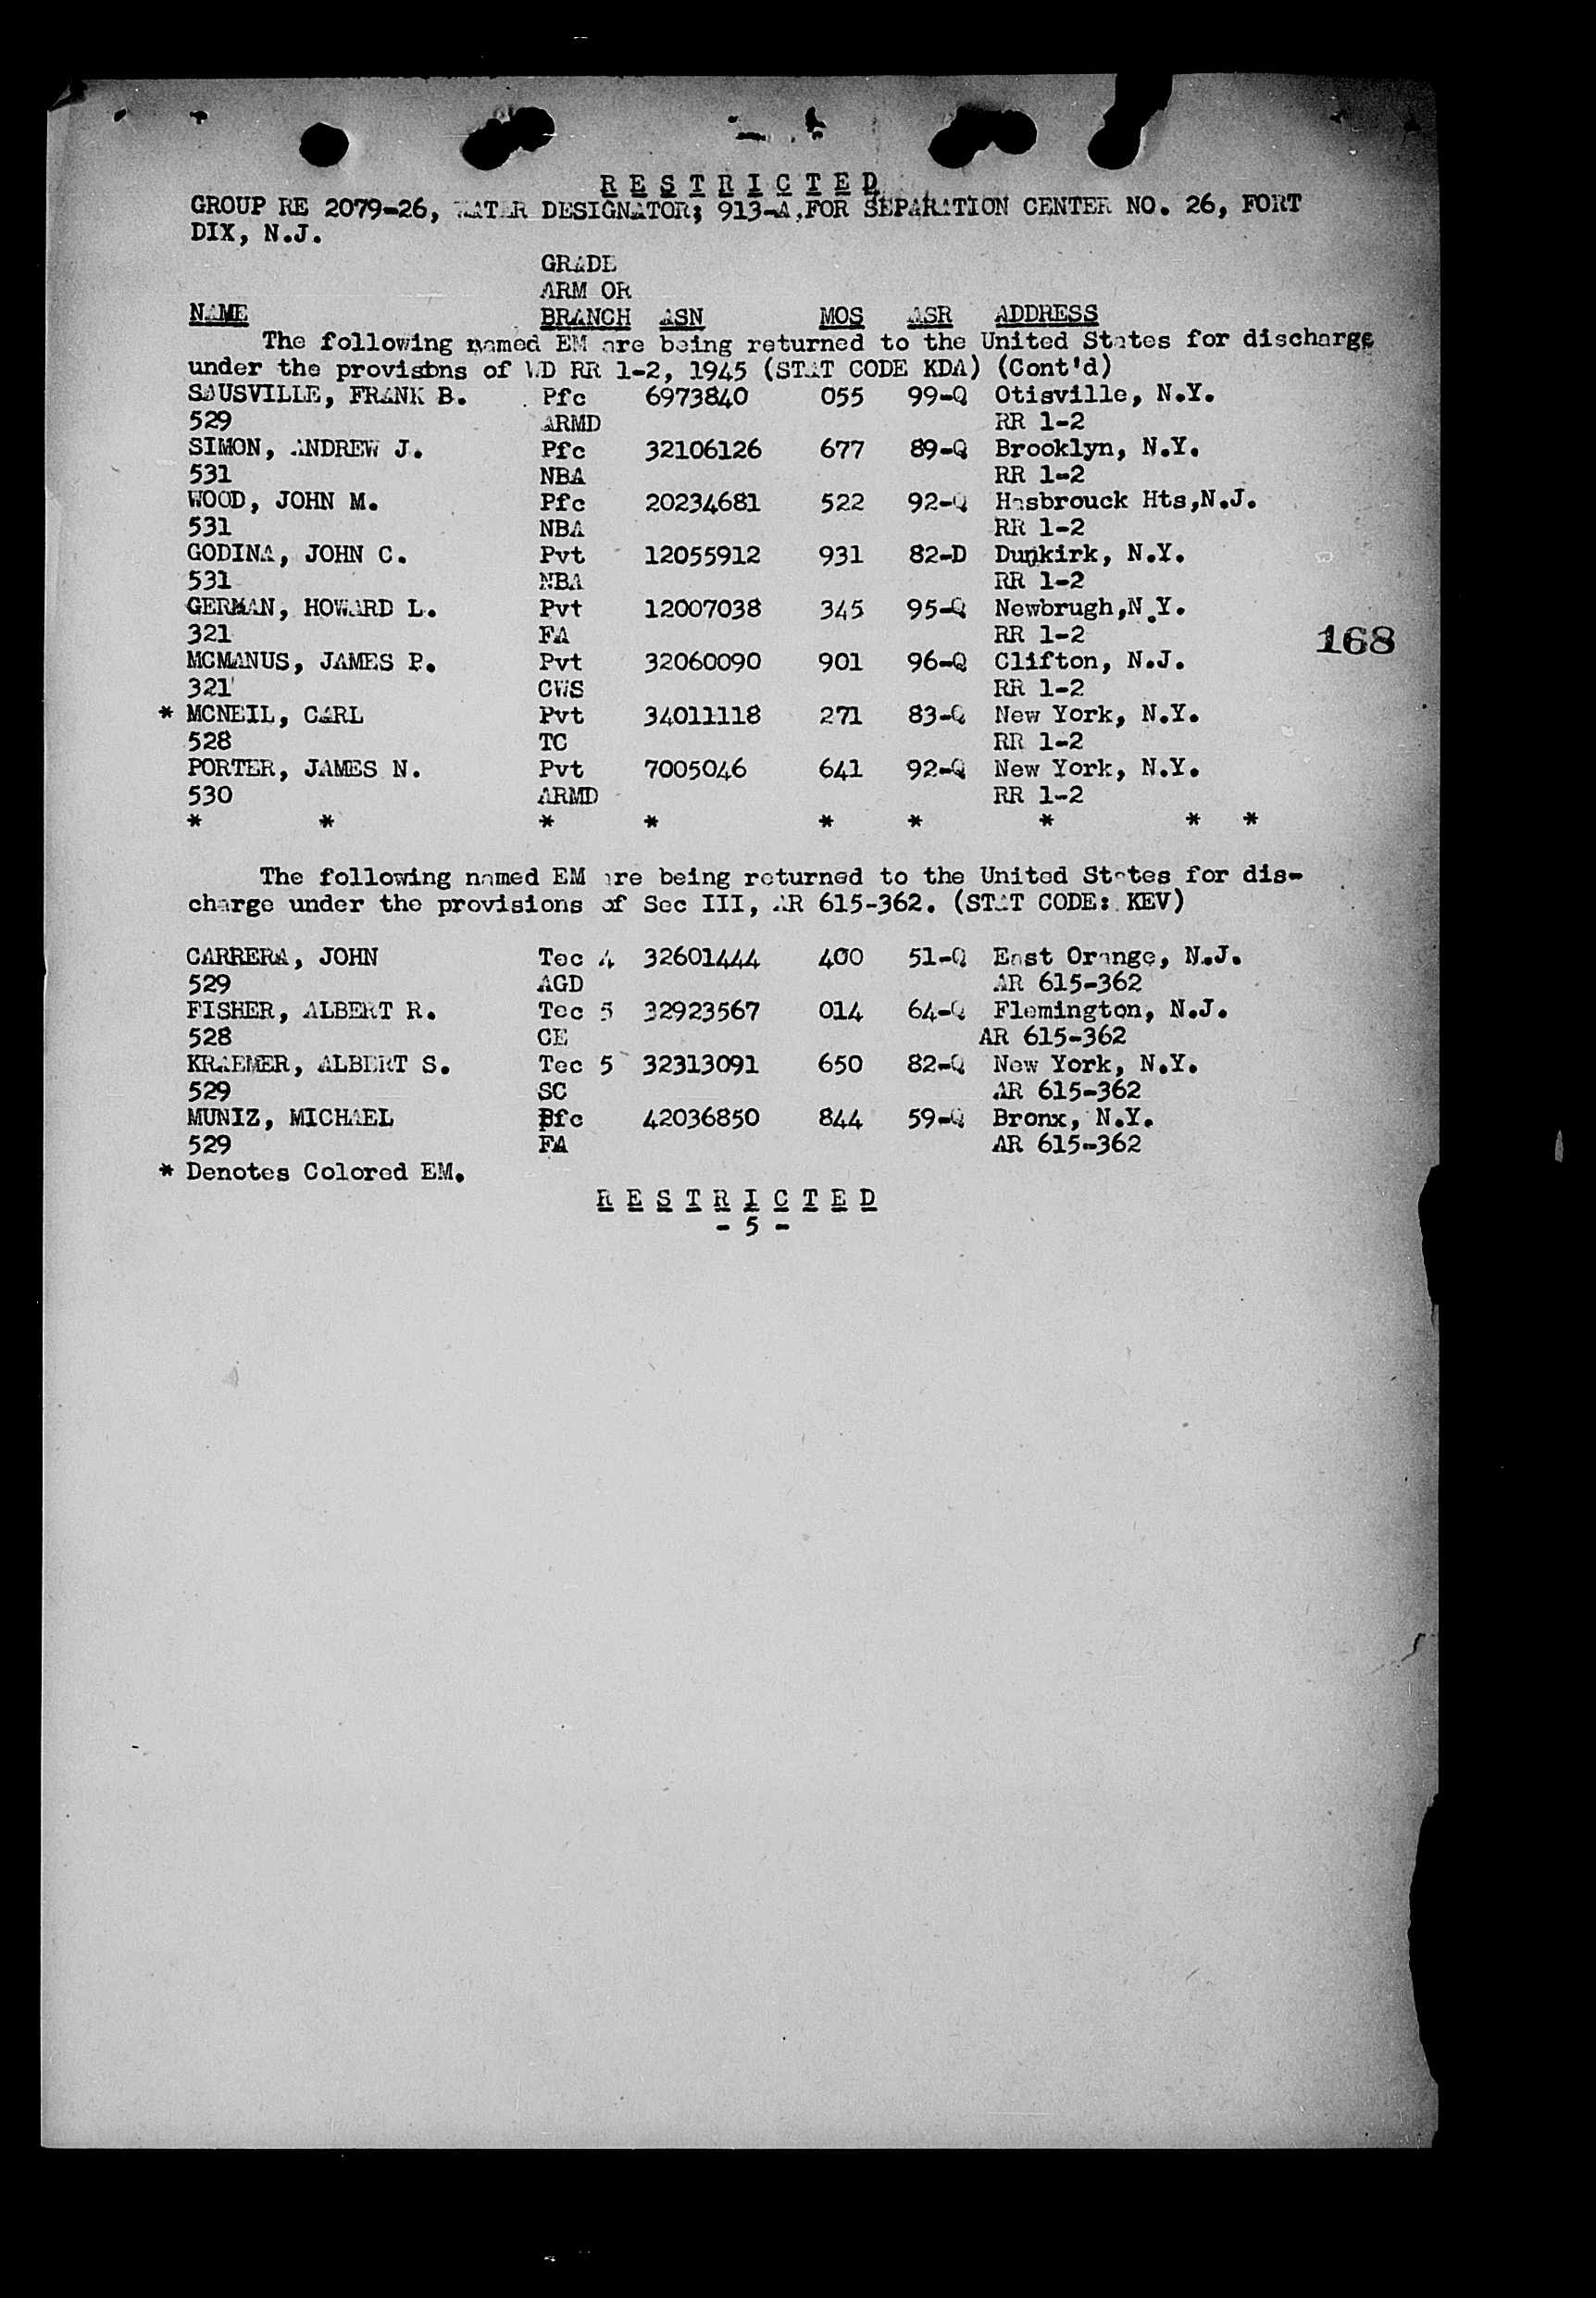 R E S T R I C T E D
GROUP RE 2079-26, WATER DESIGNATOR; 913-A, FOR SEPARATION CENTER NO. 26, FORT
DIX, N.J.
GRADE
ARM OR
NAME BRANCH ASN MOS ASR ADDRESS
The following named EM are being returned to the United States for discharge
under the provisbns of WD RR 1-2, 1945 (STAT CODE KDA) (Cont'd)
SAUSVILLE, FRANK B. Pfc 6973840 055 99-Q Otisville, N.Y.
529 ARMD RR 1-2
SIMON, ANDREW J. Pfc 32106126 677 89-Q Brooklyn, N.Y.
531 NBA RR 1-2
WOOD, JOHN M. Pfc 20234681 522 92-Q Hasbrouck Hts,N.J.
531 NBA RR 1-2
GODINA, JOHN C. Pvt 12055912 931 82-D Dunkirk, N.Y.
531 NBA RR 1-2
GERMAN, HOWARD L. Pvt 12007038 345 95-Q Newbrugh,N.Y.
321 FA RR 1-2
168
MCMANUS, JAMES P. Pvt 32060090 901 96-Q Clifton, N.J.
321 CWS RR 1-2
* MCNEIL, CARL Pvt 34011118 271 83-Q New York, N.Y.
528 TC RR 1-2
PORTER, JAMES N. Pvt 7005046 641 92-Q New York, N.Y.
530 ARMD RR 1-2
* * * * * * * * *
The following named EM are being returned to the United States for dis-
charge under the provisions of Sec III, AR 615-362. (STAT CODE: KEV)
CARRERA, JOHN Tec 4 32601444 400 51-Q East Orange, N.J.
529 AGD AR 615-362
FISHER, ALBERT R. Tec 5 32923567 014 64-Q Flemington, N.J.
528 CE AR 615-362
KRAEMER, ALBERT S. Tec 5 32313091 650 82-Q New York, N.Y.
529 SC AR 615-362
MUNIZ, MICHAEL Pfc 42036850 844 59-Q Bronx, N.Y.
529 FA AR 615-362
* Denotes Colored EM.
R E S T R I C T E D
- 5 -